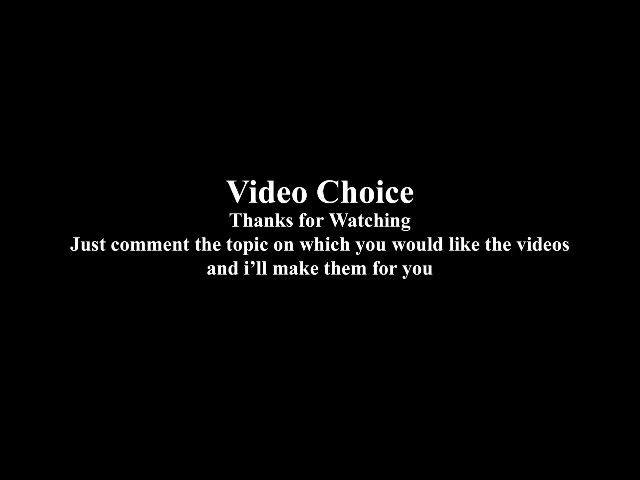 Video Choice
Thanks for Watching
Just comment the topic on which you would like the videos
and i’ll make them for you